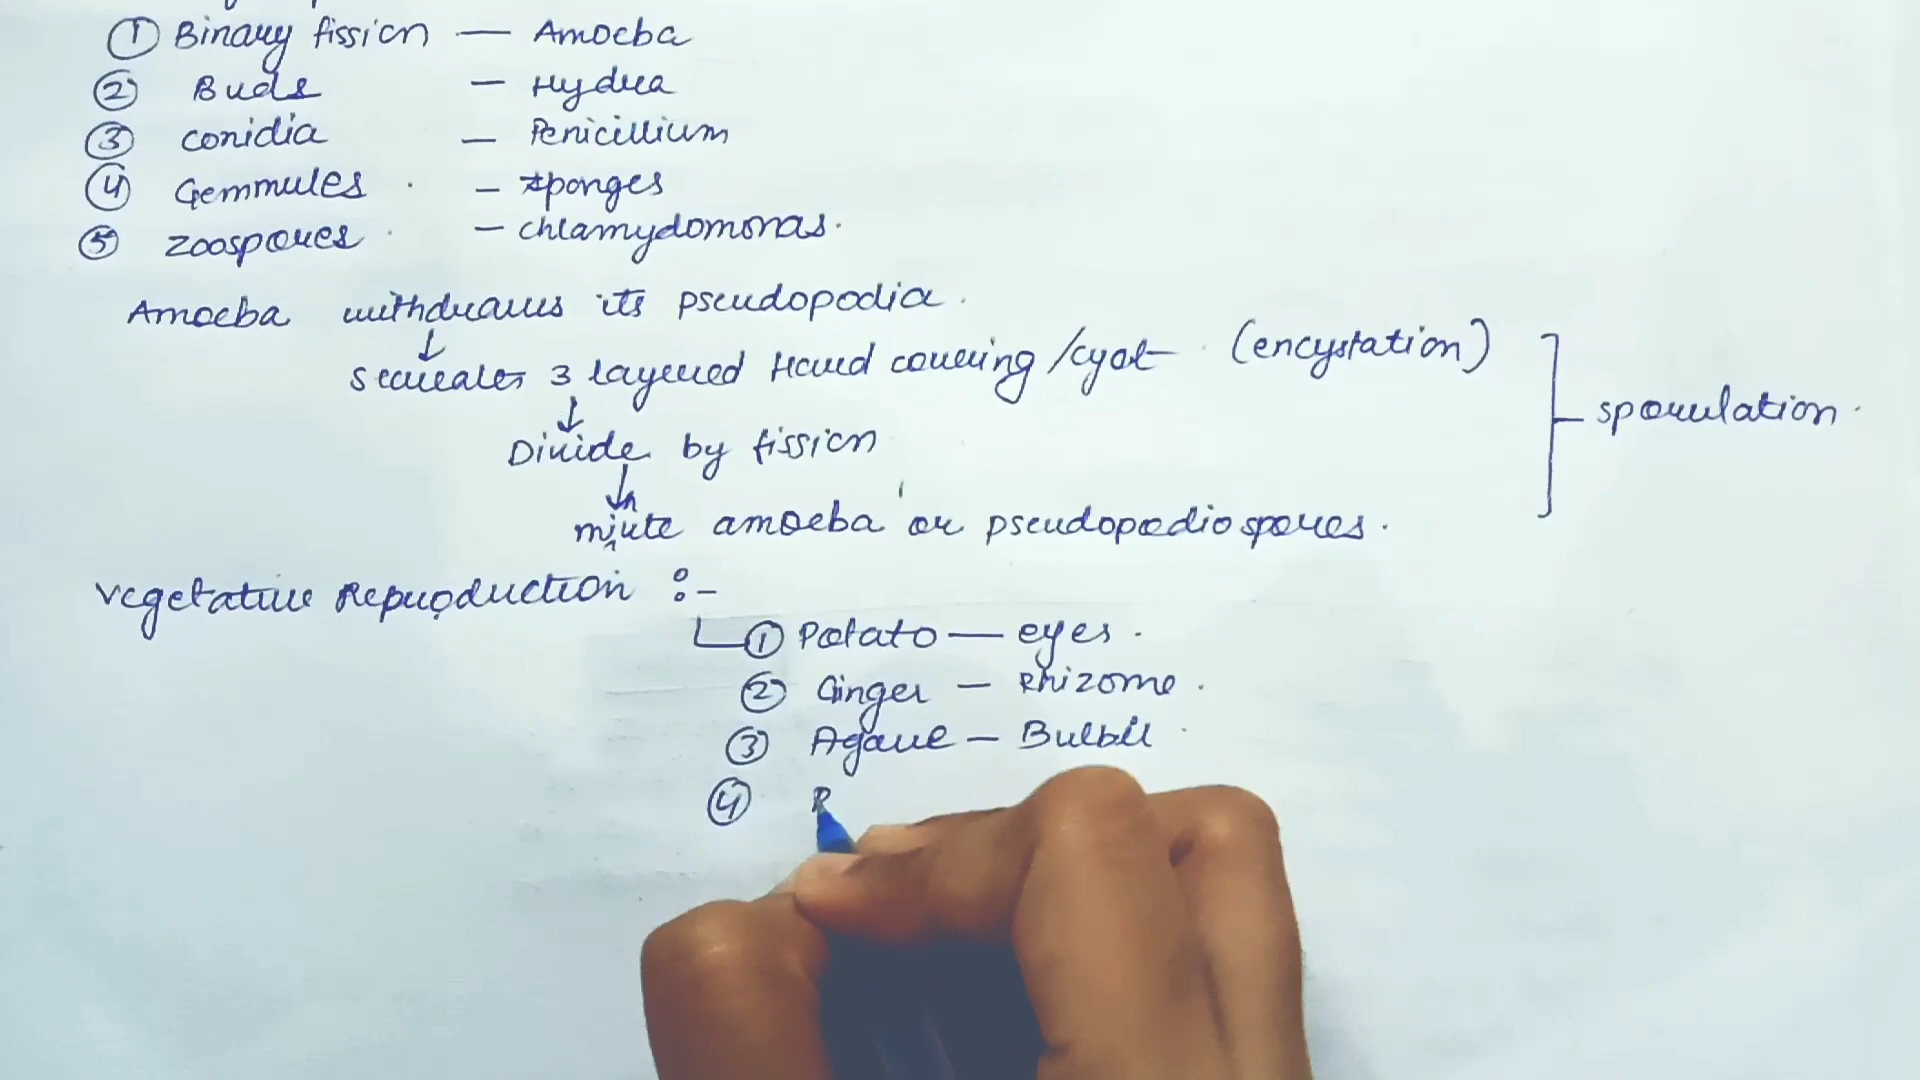 ① Binary fission — Amoeba
② Buds — Hydra
③ Conidia — Penicillium
④ Gemmules — sponges
⑤ Zoospores — chlamydomonas.
Amoeba withdraws its pseudopodia.
↓
secreates 3 layered Hard covering/cyst (encystation)
sporulation
↓
Divide by fission
↓
minute amoeba or pseudopodiospores.
Vegetative Reproduction :-
① Potato — eyes.
② Ginger — Rhizome.
③ Agave — Bulbil
④